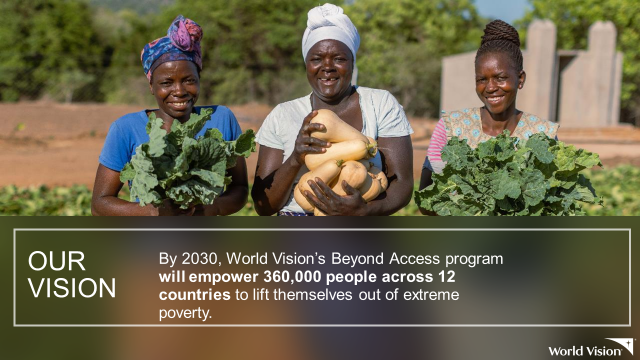 OUR
VISION
By 2030, World Vision’s Beyond Access program
will empower 360,000 people across 12
countries to lift themselves out of extreme
poverty.
World Vision